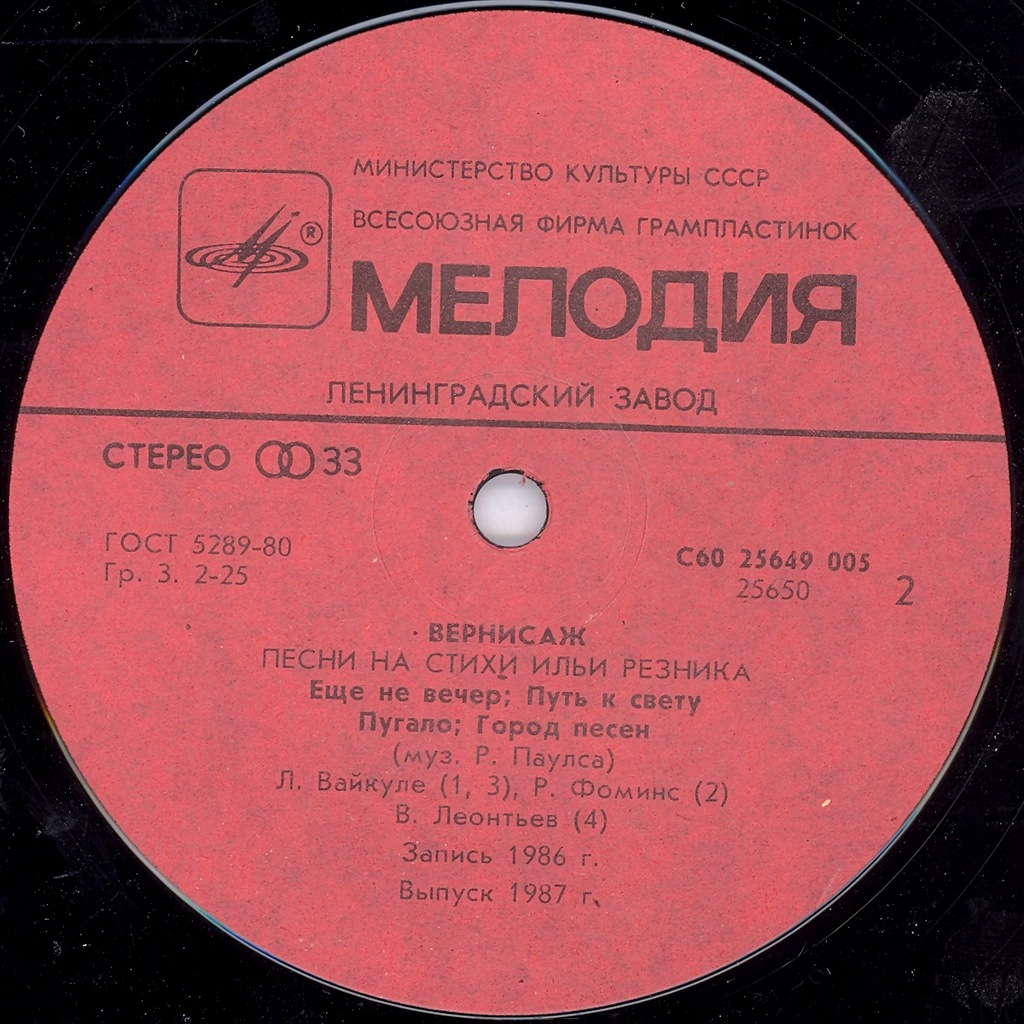 МИНИСТЕРСТВО КУЛЬТУРЫ СССР
ВСЕСОЮЗНАЯ ФИРМА ГРАМПЛАСТИНОК
®
МЕЛОДИЯ
ЛЕНИНГРАДСКИЙ ЗАВОД
СТЕРЕО 33
ГОСТ 5289-80
Гр. 3. 2-25
С60 25649 005
25650 2
ВЕРНИСАЖ
ПЕСНИ НА СТИХИ ИЛЬИ РЕЗНИКА
Еще не вечер; Путь к свету
Пугало; Город песен
(муз. Р. Паулса)
Л. Вайкуле (1, 3), Р. Фоминс (2)
В. Леонтьев (4)
Запись 1986 г.
Выпуск 1987 г.